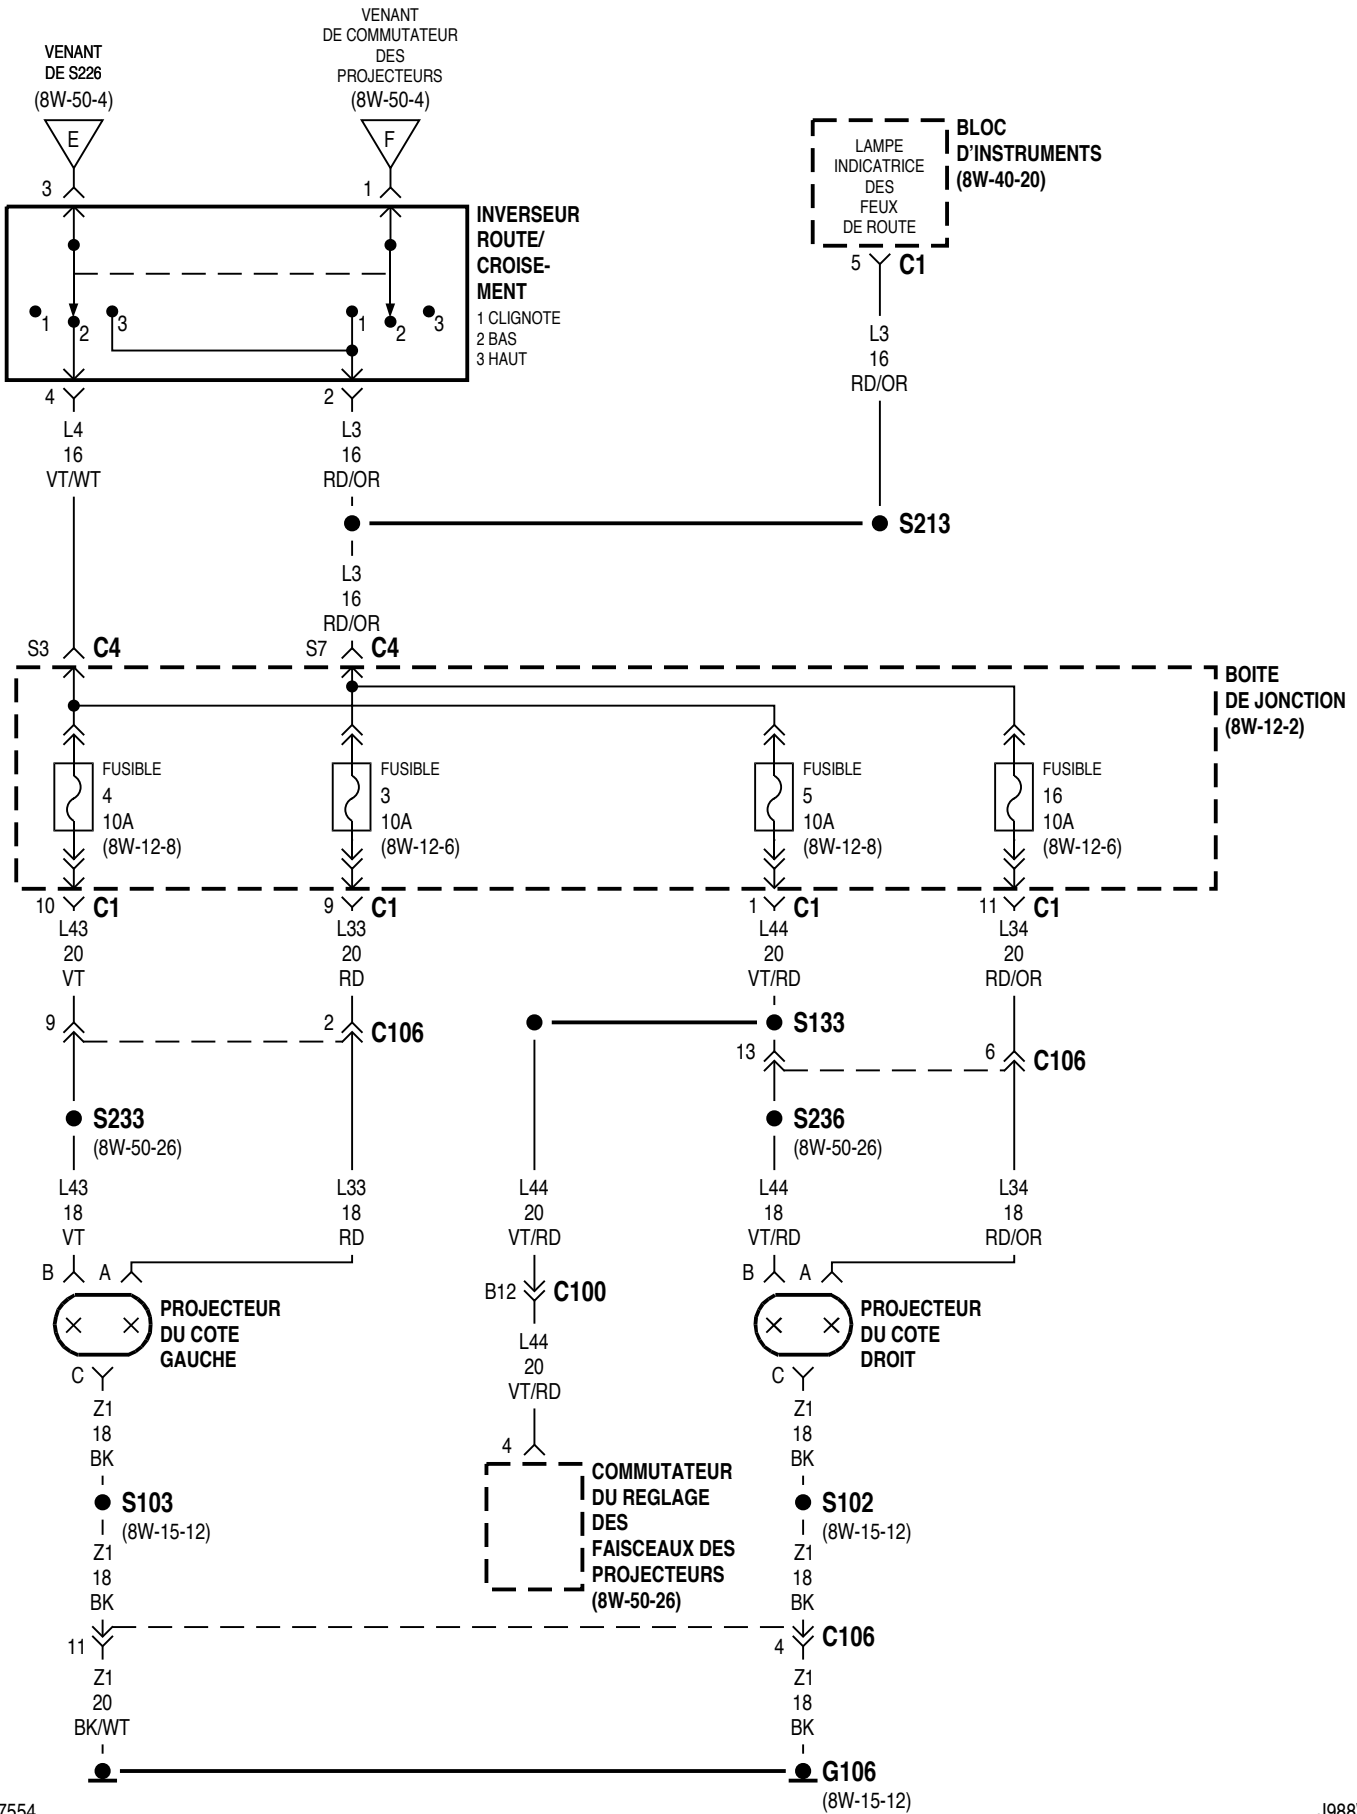 VENANT
DE S226
(8W-50-4)
E
3
VENANT
DE COMMUTATEUR
DES
PROJECTEURS
(8W-50-4)
F
1
LAMPE
INDICATRICE
DES
FEUX
DE ROUTE
BLOC
D'INSTRUMENTS
(8W-40-20)
5 C1
INVERSEUR
ROUTE/
CROISE-
MENT
1 CLIGNOTE
2 BAS
3 HAUT
1 2 3 1 2 3
4 2
L4
16
VT/WT
L3
16
RD/OR
L3
16
RD/OR
S213
L3
16
RD/OR
S3 C4 S7 C4
BOITE
DE JONCTION
(8W-12-2)
FUSIBLE
4
10A
(8W-12-8)
FUSIBLE
3
10A
(8W-12-6)
FUSIBLE
5
10A
(8W-12-8)
FUSIBLE
16
10A
(8W-12-6)
10 C1 9 C1 1 C1 11 C1
L43
20
VT
L33
20
RD
L44
20
VT/RD
L34
20
RD/OR
9 2 C106
S133
13 6 C106
S233
(8W-50-26)
S236
(8W-50-26)
L43
18
VT
L33
18
RD
L44
20
VT/RD
L44
18
VT/RD
L34
18
RD/OR
B A
B12 C100
B A
PROJECTEUR
DU COTE
GAUCHE
PROJECTEUR
DU COTE
DROIT
L44
20
VT/RD
C
Z1
18
BK
C
Z1
18
BK
4
COMMUTATEUR
DU REGLAGE
DES
FAISCEAUX DES
PROJECTEURS
(8W-50-26)
S103
(8W-15-12)
S102
(8W-15-12)
Z1
18
BK
Z1
18
BK
11 4 C106
Z1
20
BK/WT
Z1
18
BK
G106
(8W-15-12)
7554